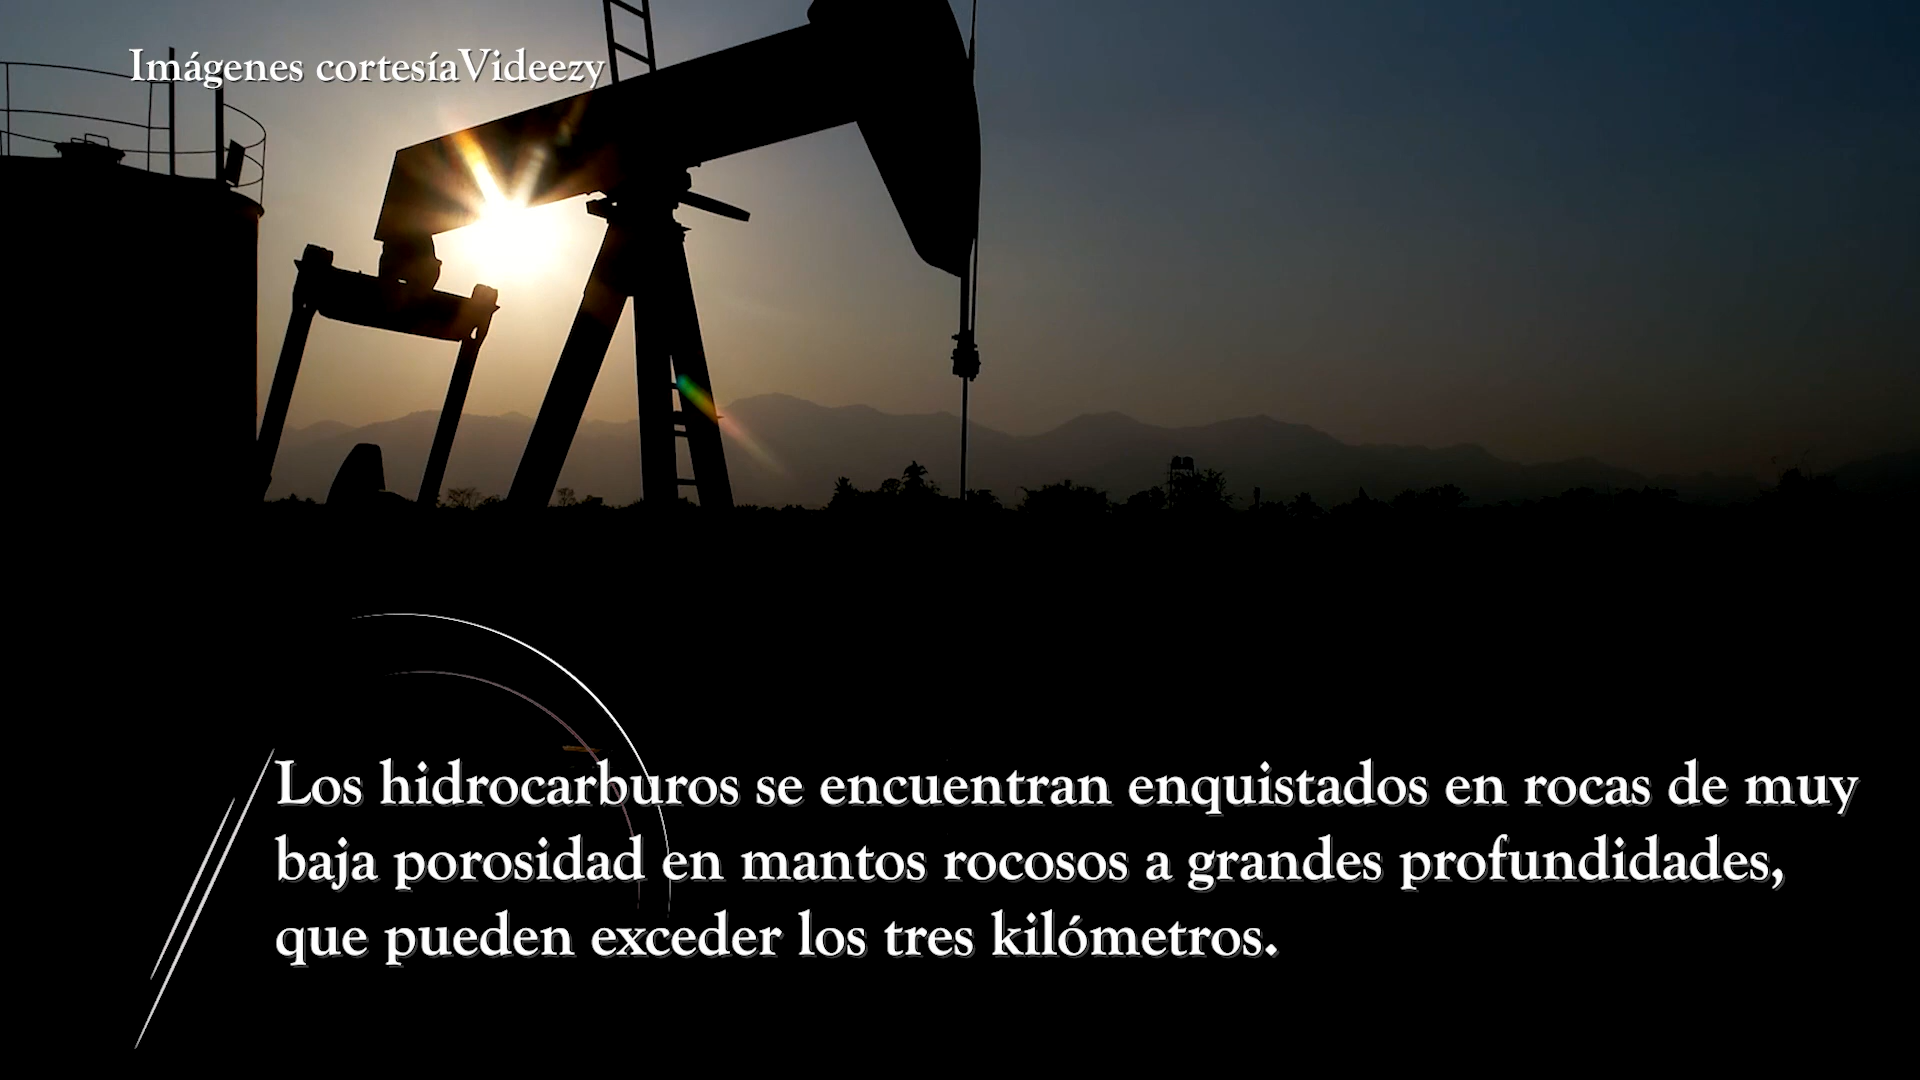 Imágenes cortesíaVideezy
Los hidrocarburos se encuentran enquistados en rocas de muy
baja porosidad en mantos rocosos a grandes profundidades,
que pueden exceder los tres kilómetros.